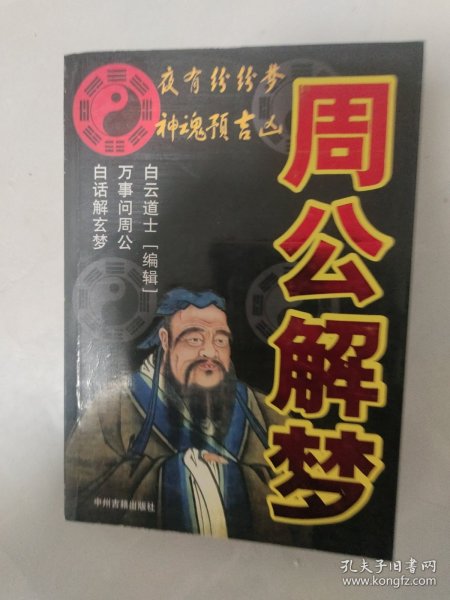 夜有纷纷梦
神魂预吉凶
周公解梦
白云道士［编辑］
万事问周公
白话解玄梦
中州古籍出版社
孔夫子旧书网
www.kongfz.com